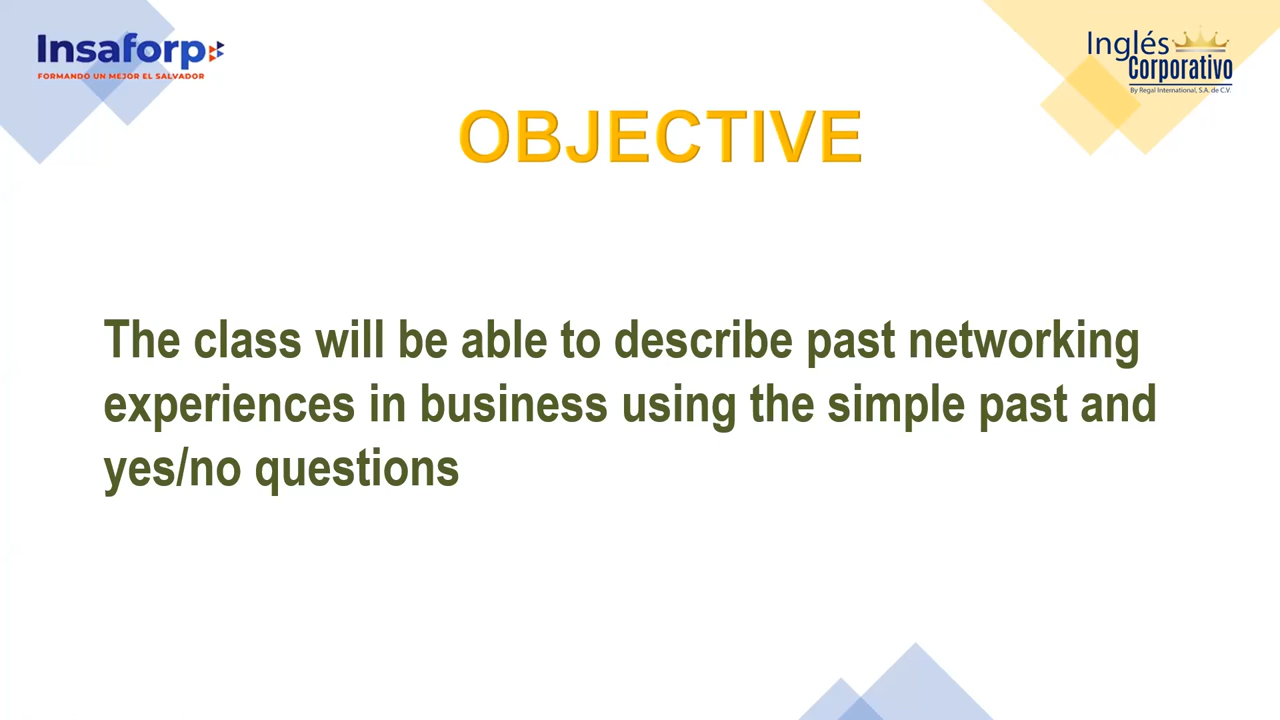 Insaforp
FORMANDO UN MEJOR EL SALVADOR
Inglés
Corporativo
By Regal International, S.A. de C.V.
OBJECTIVE
The class will be able to describe past networking
experiences in business using the simple past and
yes/no questions